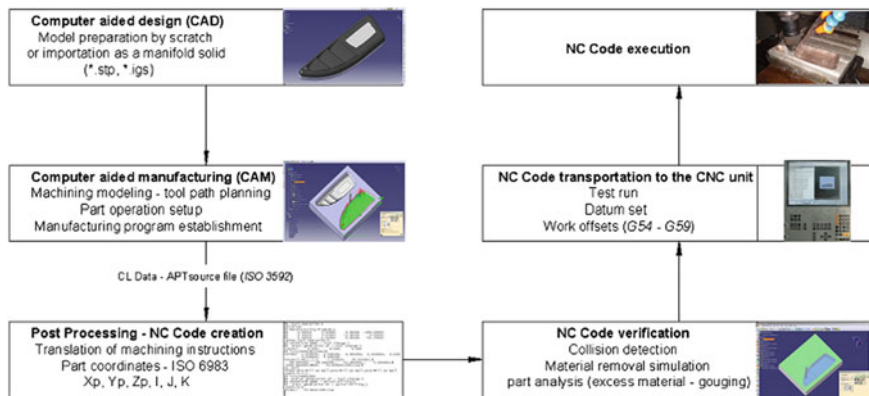 Computer aided design (CAD)
Model preparation by scratch
or importation as a manifold solid
(*.stp, *.igs)
Computer aided manufacturing (CAM)
Machining modeling - tool path planning
Part operation setup
Manufacturing program establishment
CL Data - APTsource file (ISO 3592)
Post Processing - NC Code creation
Translation of machining instructions
Part coordinates - ISO 6983
Xp, Yp, Zp, I, J, K
NC Code verification
Collision detection
Material removal simulation
part analysis (excess material - gouging)
NC Code transportation to the CNC unit
Test run
Datum set
Work offsets (G54 - G59)
NC Code execution